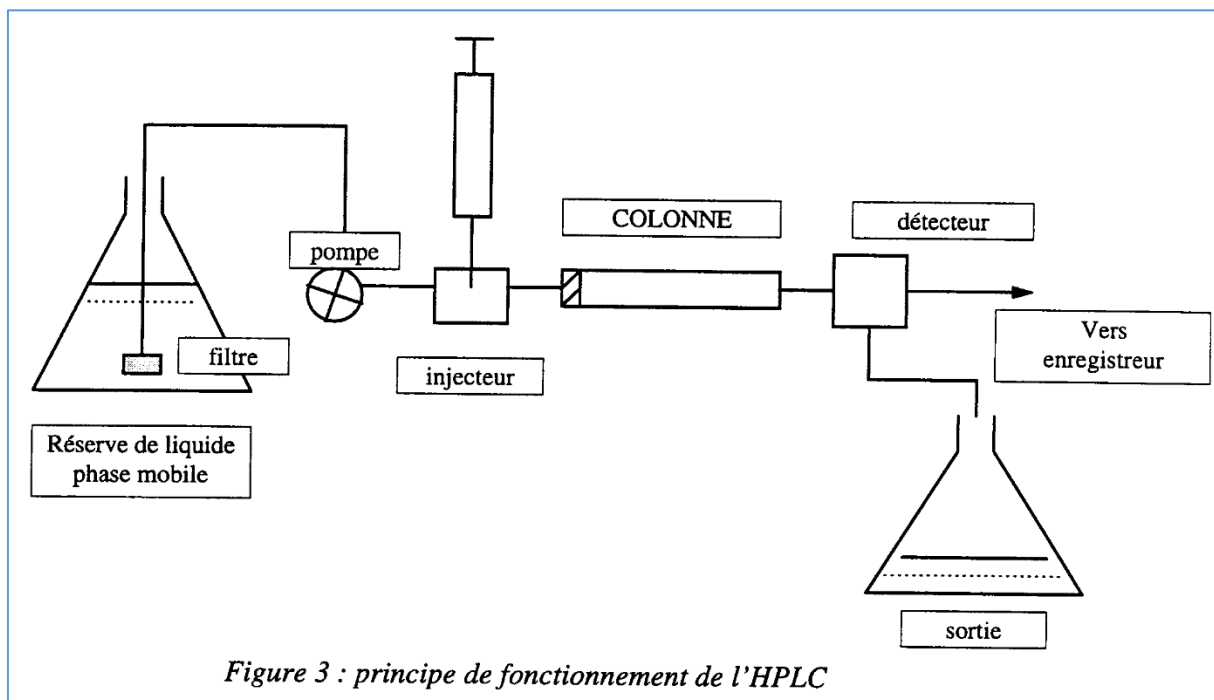 COLONNE
détecteur
pompe
filtre
injecteur
Vers
enregistreur
Réserve de liquide
phase mobile
sortie
Figure 3 : principe de fonctionnement de l'HPLC